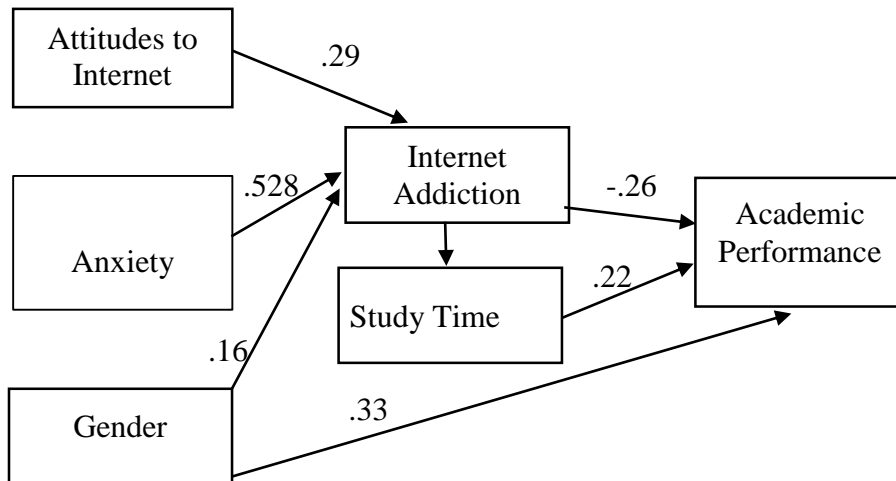 Attitudes to
Internet
.29
Internet
Addiction
-.26
Academic
Performance
.528
Anxiety
Study Time
.22
.16
Gender
.33